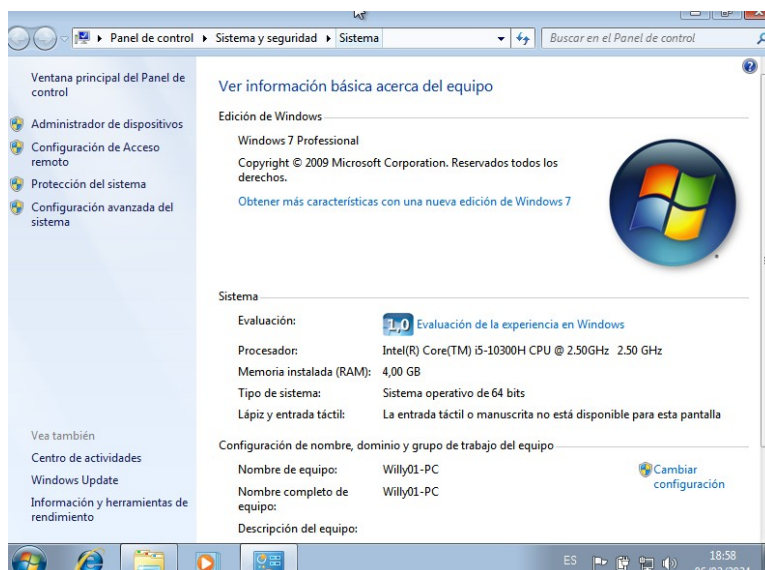 Panel de control ▸ Sistema y seguridad ▸ Sistema
Buscar en el Panel de control
Ventana principal del Panel de
control
Administrador de dispositivos
Configuración de Acceso
remoto
Protección del sistema
Configuración avanzada del
sistema
Vea también
Centro de actividades
Windows Update
Información y herramientas de
rendimiento
Ver información básica acerca del equipo
Edición de Windows
Windows 7 Professional
Copyright © 2009 Microsoft Corporation. Reservados todos los
derechos.
Obtener más características con una nueva edición de Windows 7
Sistema
Evaluación: 1,0 Evaluación de la experiencia en Windows
Procesador: Intel(R) Core(TM) i5-10300H CPU @ 2.50GHz 2.50 GHz
Memoria instalada (RAM): 4,00 GB
Tipo de sistema: Sistema operativo de 64 bits
Lápiz y entrada táctil: La entrada táctil o manuscrita no está disponible para esta pantalla
Configuración de nombre, dominio y grupo de trabajo del equipo
Nombre de equipo: Willy01-PC
Cambiar
configuración
Nombre completo de
equipo: Willy01-PC
Descripción del equipo:
ES
18:58